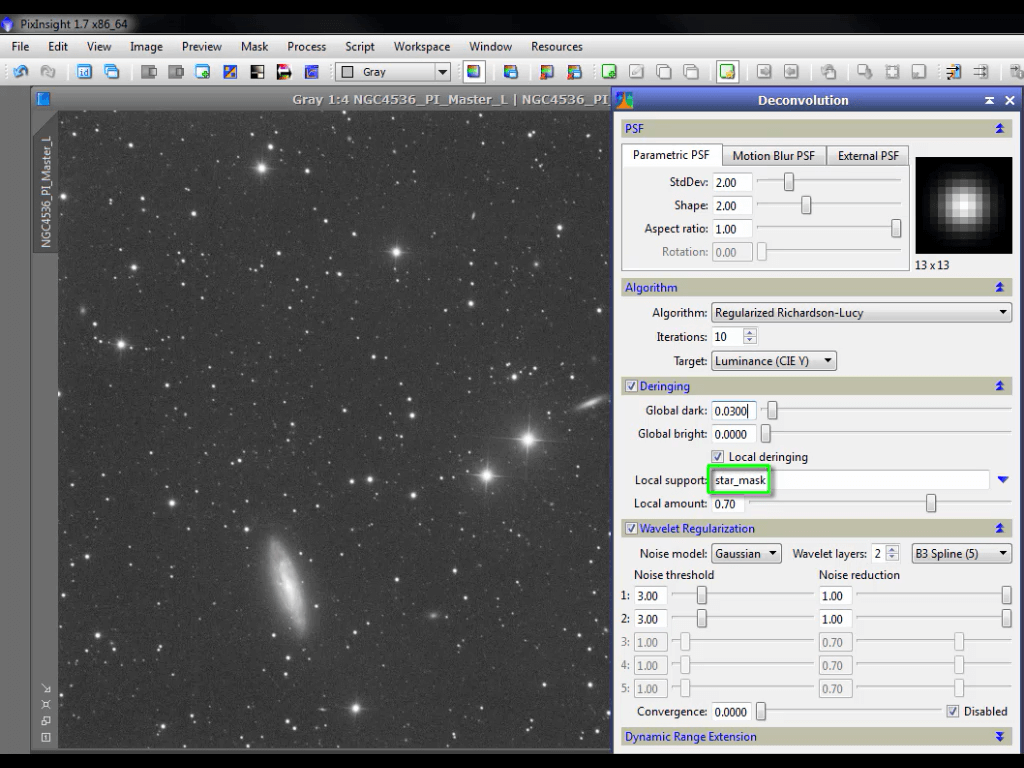 PixInsight 1.7 x86_64
File Edit View Image Preview Mask Process Script Workspace Window Resources
id Gray
Gray 1:4 NGC4536_PI_Master_L | NGC4536_PI
NGC4536_PI_Master_L
Deconvolution
PSF
Parametric PSF Motion Blur PSF External PSF
StdDev: 2.00
Shape: 2.00
Aspect ratio: 1.00
Rotation: 0.00
13 x 13
Algorithm
Algorithm: Regularized Richardson-Lucy
Iterations: 10
Target: Luminance (CIE Y)
Deringing
Global dark: 0.0300
Global bright: 0.0000
Local deringing
Local support: star_mask
Local amount: 0.70
Wavelet Regularization
Noise model: Gaussian Wavelet layers: 2 B3 Spline (5)
Noise threshold Noise reduction
1: 3.00 1.00
2: 3.00 1.00
3: 1.00 0.70
4: 1.00 0.70
5: 1.00 0.70
Convergence: 0.0000 Disabled
Dynamic Range Extension